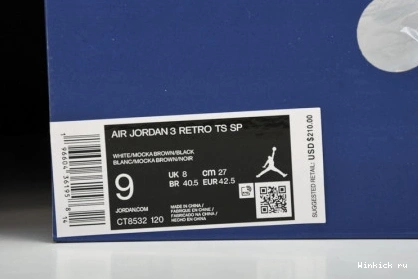 AIR JORDAN 3 RETRO TS SP
WHITE/MOCKA BROWN/BLACK
BLANC/MOCKA BROWN/NOIR
9
UK 8 cm 27
BR 40.5 EUR 42.5
JORDAN.COM
CT8532 120
MADE IN CHINA /
FABRIQUE EN CHINE /
FABRICADO NA CHINA /
HECHO EN CHINA
SUGGESTED RETAIL: USD $210.00
Winkick ru